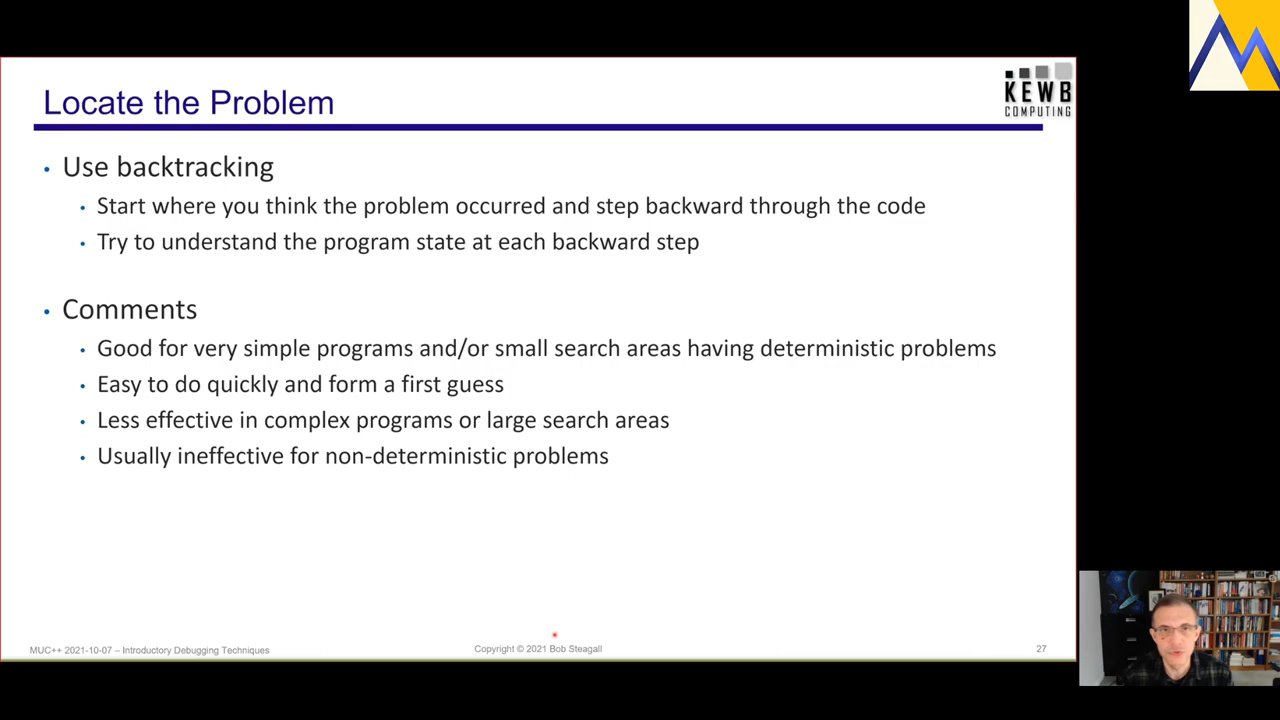 Locate the Problem
KEWB
COMPUTING
• Use backtracking
• Start where you think the problem occurred and step backward through the code
• Try to understand the program state at each backward step
• Comments
• Good for very simple programs and/or small search areas having deterministic problems
• Easy to do quickly and form a first guess
• Less effective in complex programs or large search areas
• Usually ineffective for non-deterministic problems
MUC++ 2021-10-07 – Introductory Debugging Techniques
Copyright © 2021 Bob Steagall
27